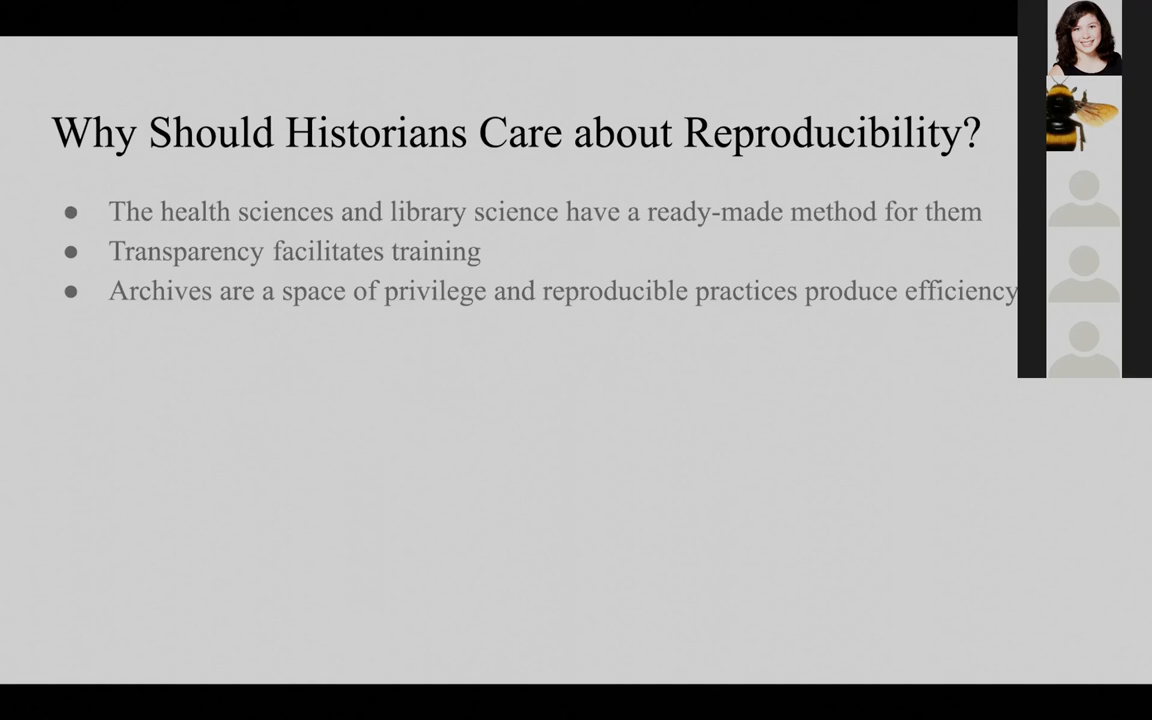 Why Should Historians Care about Reproducibility?
● The health sciences and library science have a ready-made method for them
● Transparency facilitates training
● Archives are a space of privilege and reproducible practices produce efficiency